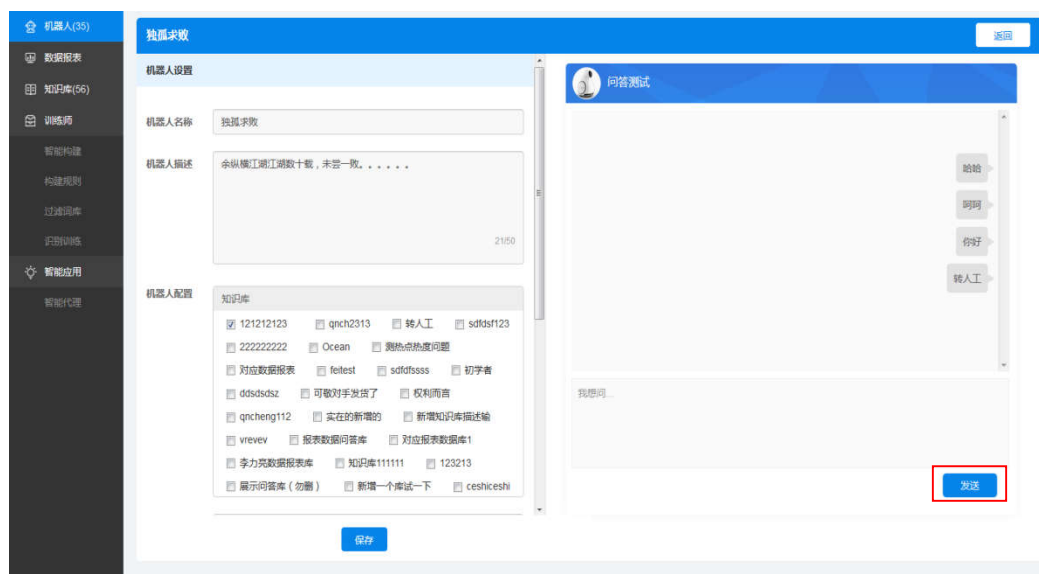 机器人(35)
数据报表
知识库(56)
训练师
智能构建
构建规则
过滤词库
识别训练
智能应用
智能代理
独孤求败
返回
机器人设置
机器人名称
独孤求败
机器人描述
余纵横江湖江湖数十载，未尝一败。。。。。。
21/50
机器人配置
知识库
121212123 qnch2313 转人工 sdfdsf123
222222222 Ocean 测热点热度问题
对应数据报表 feitest sdfdfssss 初学者
ddsdsdsz 可敬对手发货了 权利而言
qncheng112 实在的新增的 新增知识库描述输
vrevev 报表数据问答库 对应报表数据库1
李力亮数据报表库 知识库111111 123213
展示问答库（勿删） 新增一个库试一下 ceshiceshi
保存
问答测试
哈哈
呵呵
你好
转人工
我想问...
发送